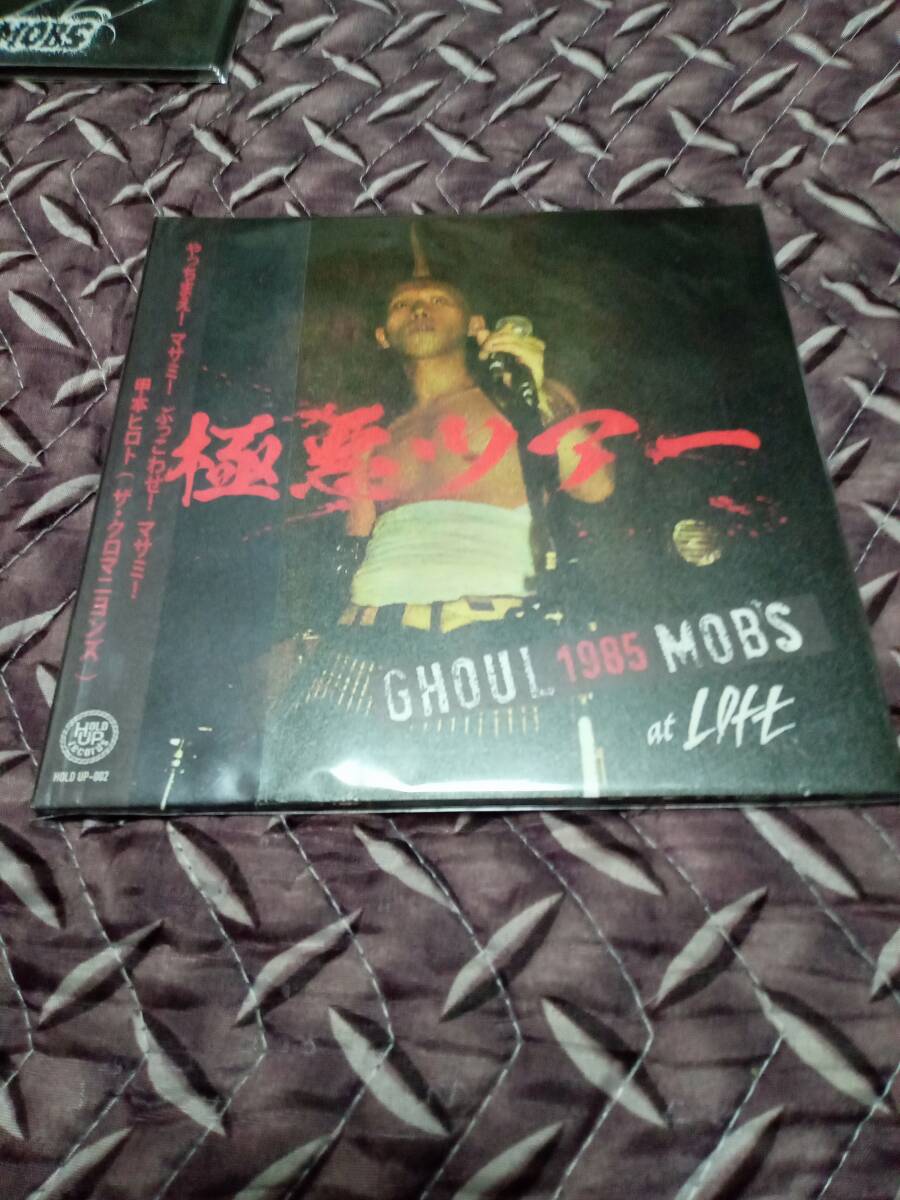 やっちまえー マサミー ぶっこわせー マサミー
甲本ヒロト(ザ・クロマニヨンズ)
極悪ツアー
GHOUL 1985 MOB'S
at LOFT
HOLD UP records
HOLD UP-002